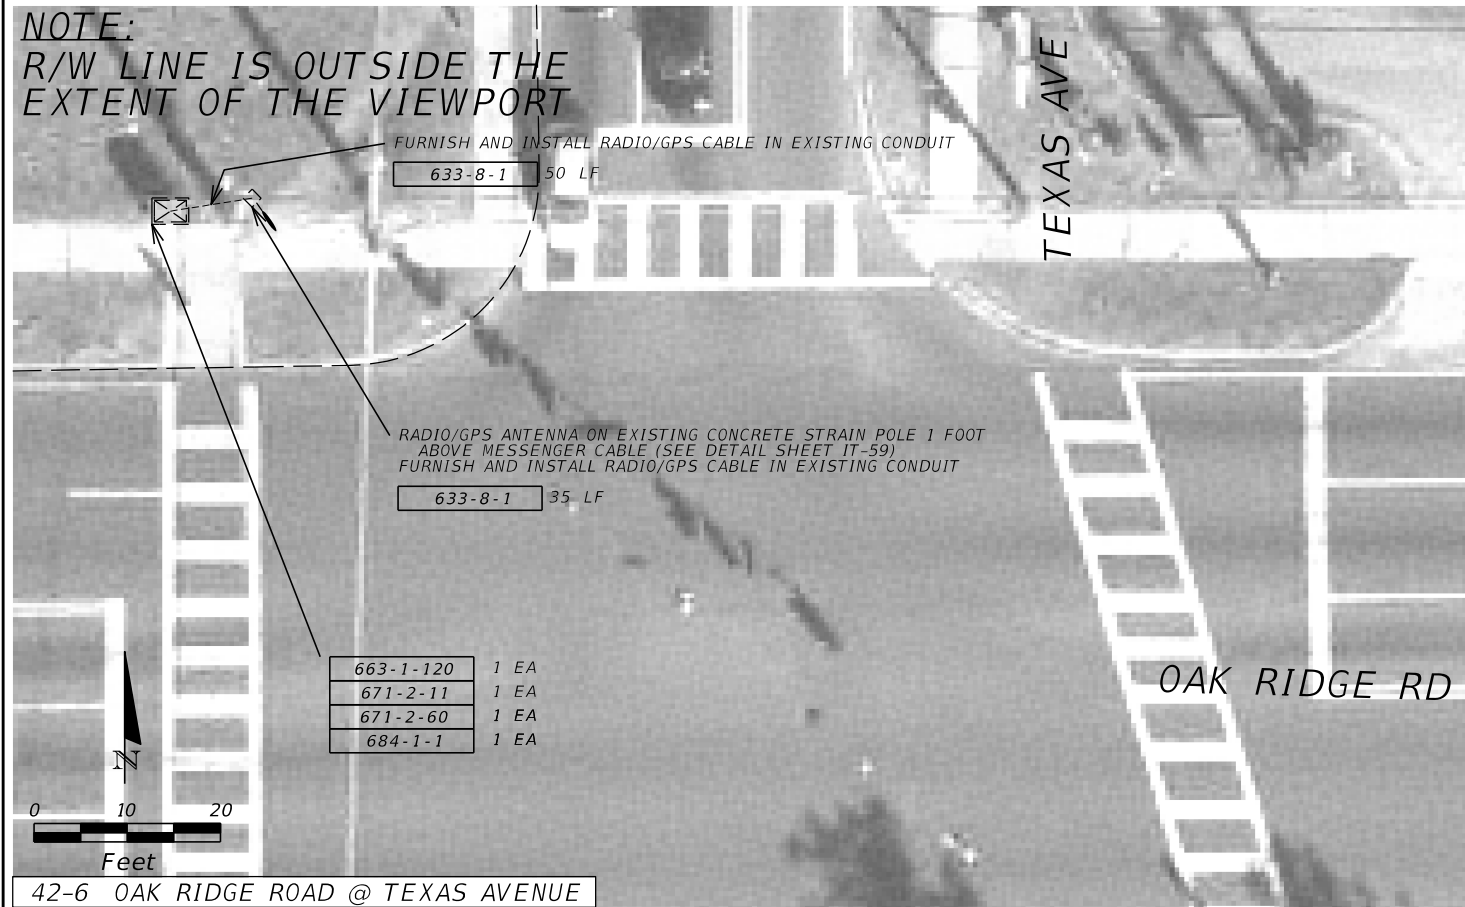 NOTE:
R/W LINE IS OUTSIDE THE
EXTENT OF THE VIEWPORT
FURNISH AND INSTALL RADIO/GPS CABLE IN EXISTING CONDUIT
633-8-1 50 LF
TEXAS AVE
RADIO/GPS ANTENNA ON EXISTING CONCRETE STRAIN POLE 1 FOOT
ABOVE MESSENGER CABLE (SEE DETAIL SHEET IT-59)
FURNISH AND INSTALL RADIO/GPS CABLE IN EXISTING CONDUIT
633-8-1 35 LF
663-1-120 1 EA
671-2-11 1 EA
671-2-60 1 EA
684-1-1 1 EA
OAK RIDGE RD
N
0 10 20
Feet
42-6 OAK RIDGE ROAD @ TEXAS AVENUE